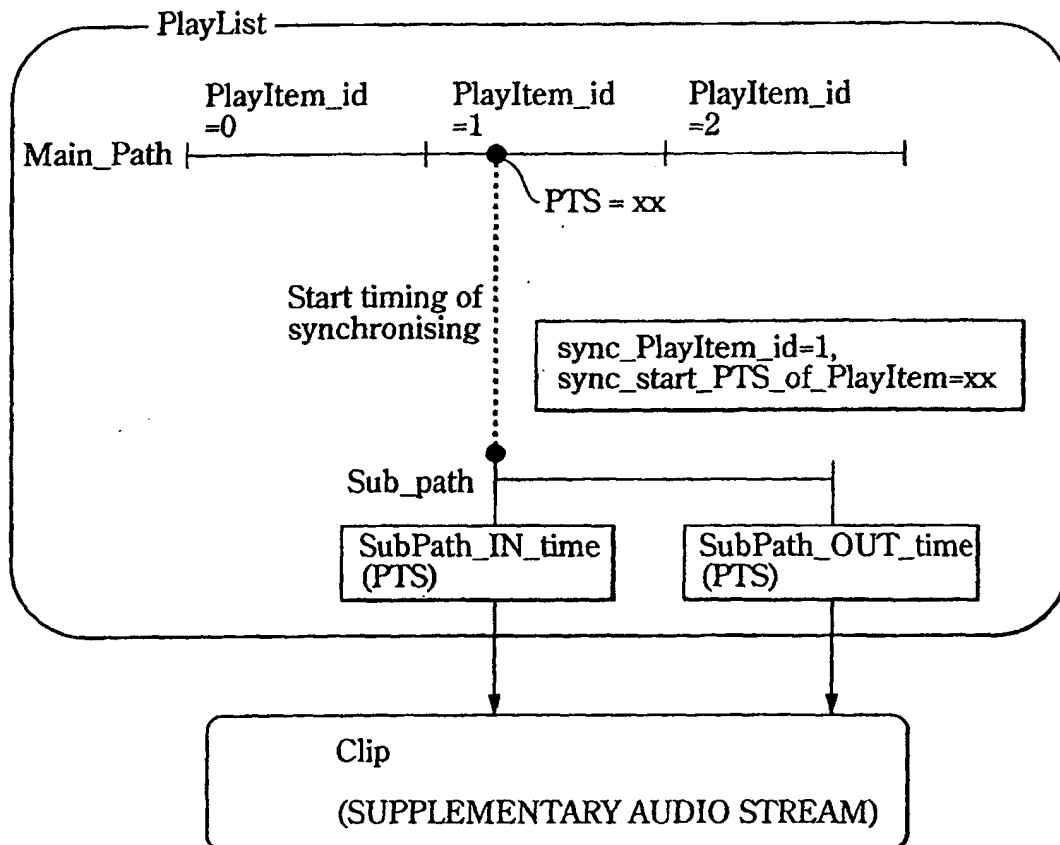 PlayList
PlayItem_id
=0
PlayItem_id
=1
PlayItem_id
=2
Main_Path
PTS = xx
Start timing of
synchronising
sync_PlayItem_id=1,
sync_start_PTS_of_PlayItem=xx
Sub_path
SubPath_IN_time
(PTS)
SubPath_OUT_time
(PTS)
Clip
(SUPPLEMENTARY AUDIO STREAM)